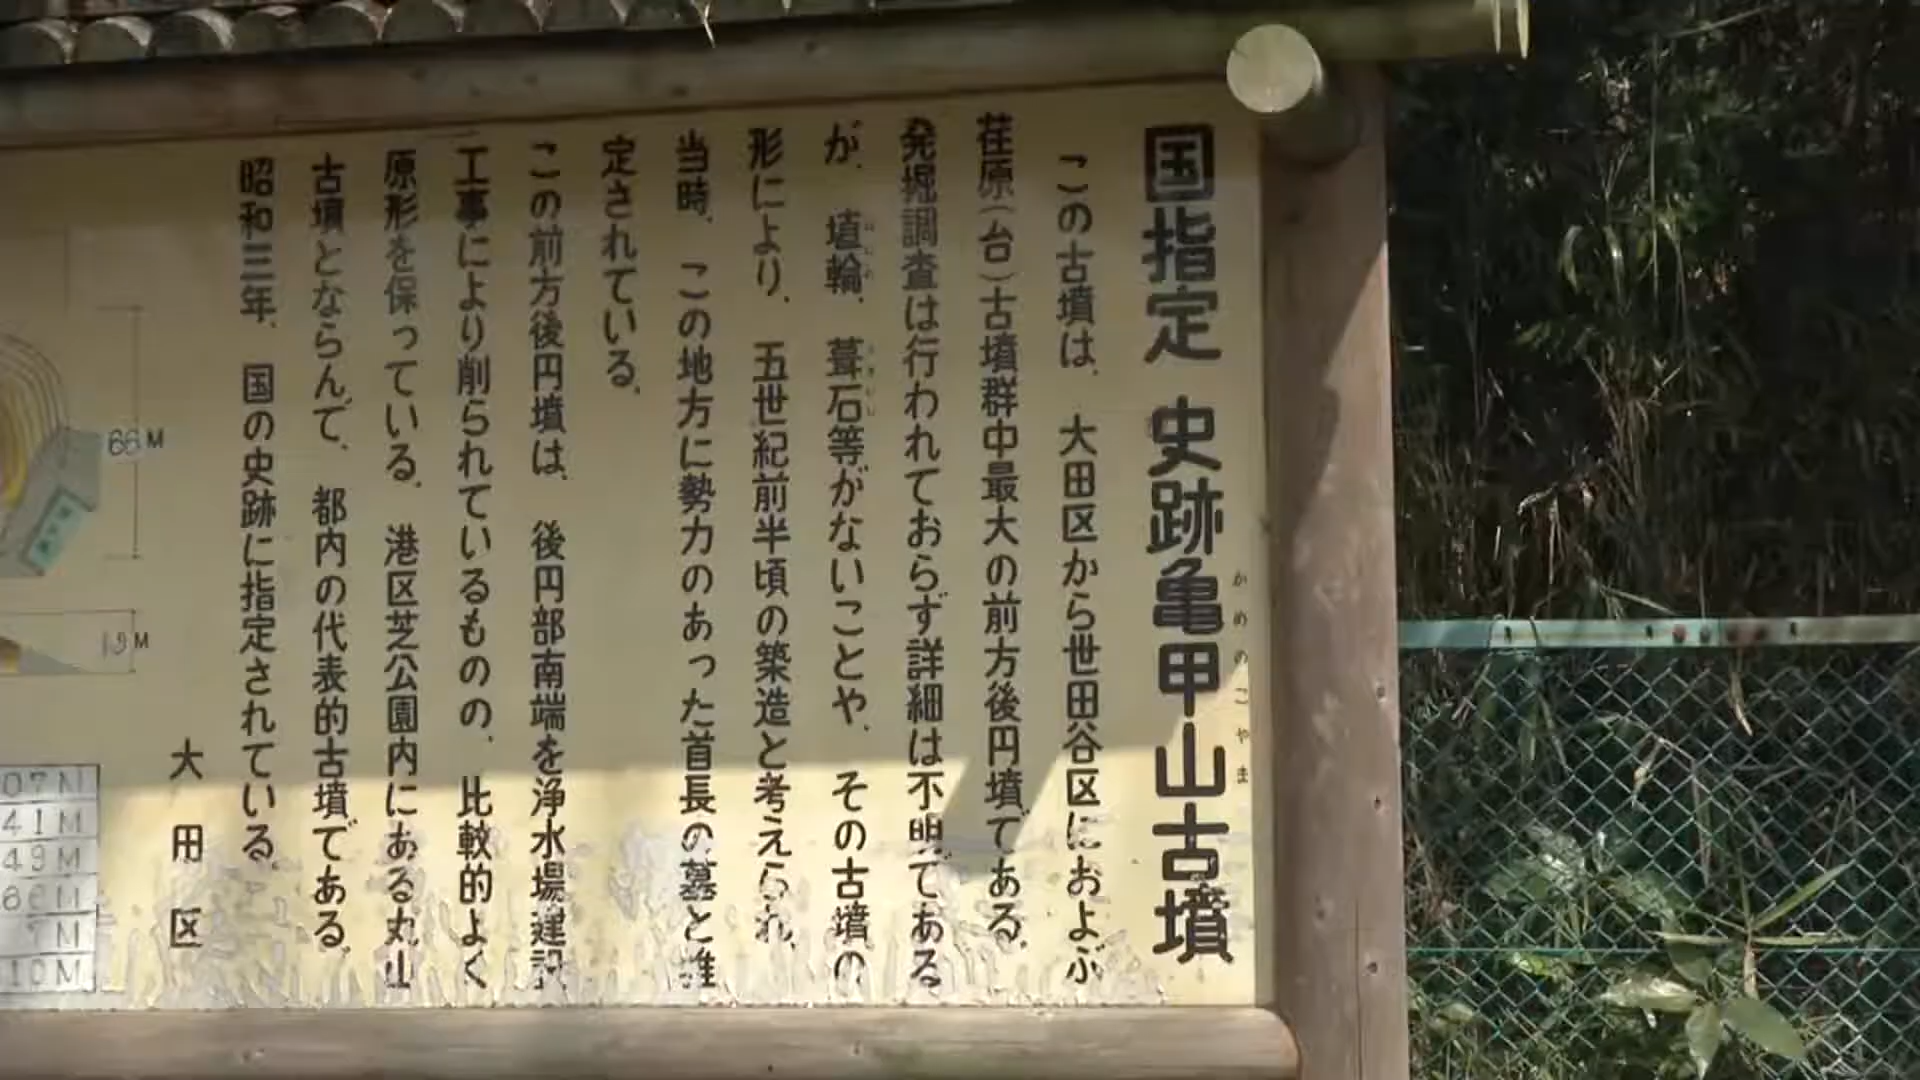 国指定 史跡亀甲山古墳
かめのこやま
この古墳は、大田区から世田谷区におよぶ
荏原(台)古墳群中最大の前方後円墳である。
発掘調査は行われておらず詳細は不明である
が、埴輪、葺石等がないことや、その古墳の
形により、五世紀前半頃の築造と考えられ、
当時、この地方に勢力のあった首長の墓と推
定されている。
この前方後円墳は、後円部南端を浄水場建設
工事により削られているものの、比較的よく
原形を保っている。港区芝公園内にある丸山
古墳とならんで、都内の代表的古墳である。
昭和三年、国の史跡に指定されている。
大田区
66M
13M
07M
41M
49M
86M
7M
10M